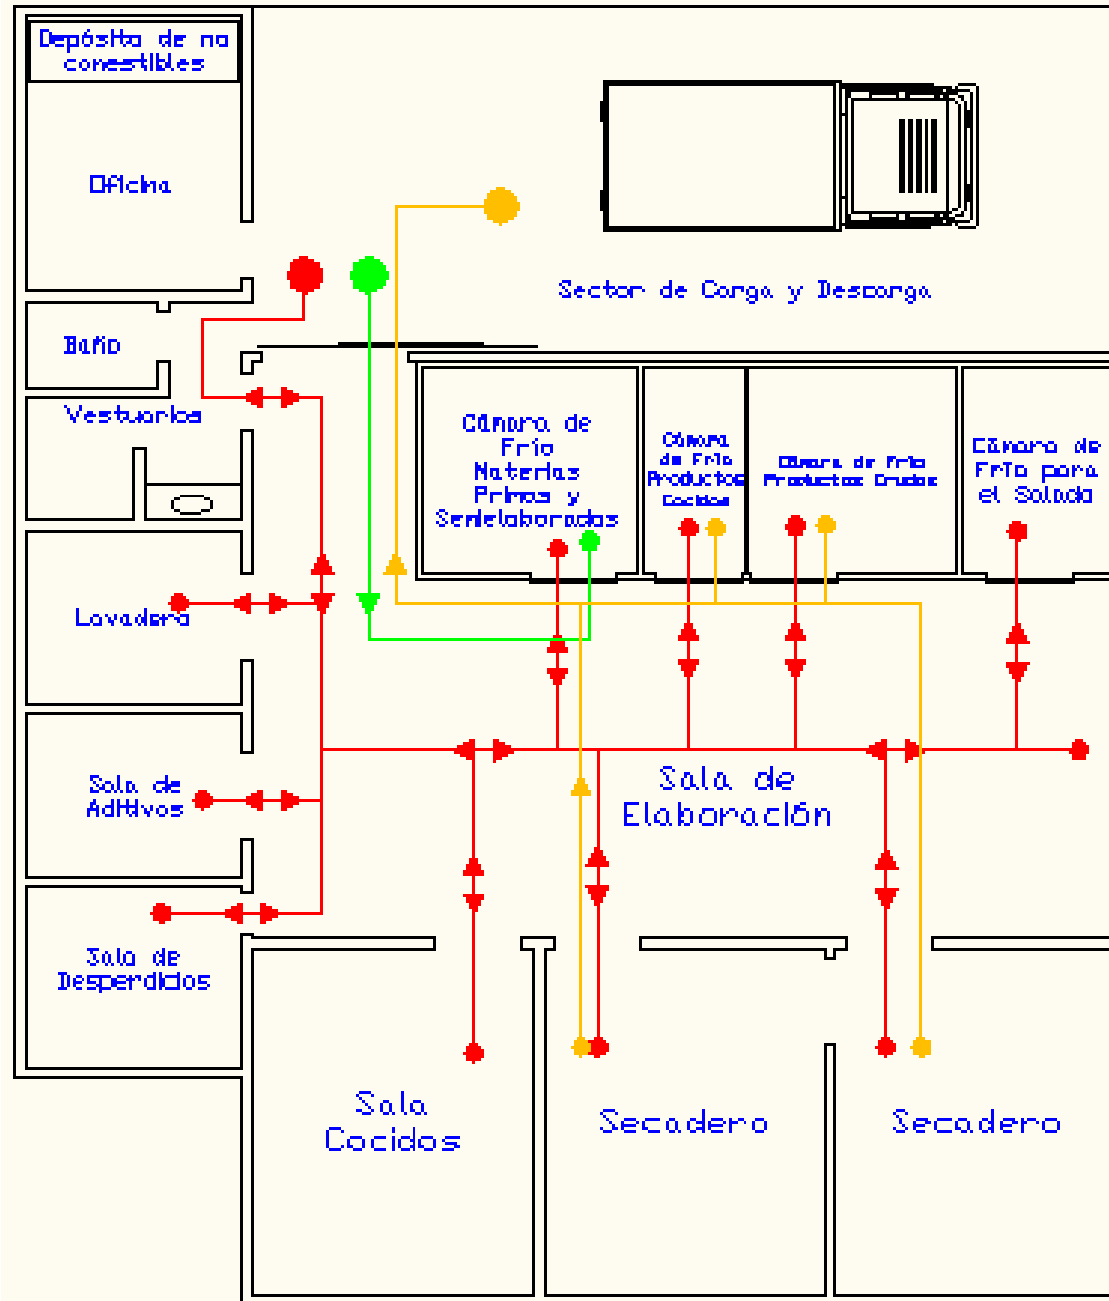 Depósito de no
comestibles
Oficina
Sector de Carga y Descarga
Baño
Vestuarios
Cámara de
Frío
Materias
Primas y
Semielaborados
Cámara
de Frío
Productos
Cocidos
Cámara de Frío
Productos Crudos
Cámara de
Frío para
el Salado
Lavadero
Sala de
Aditivos
Sala de
Elaboración
Sala de
Desperdicios
Sala
Cocidos
Secadero
Secadero